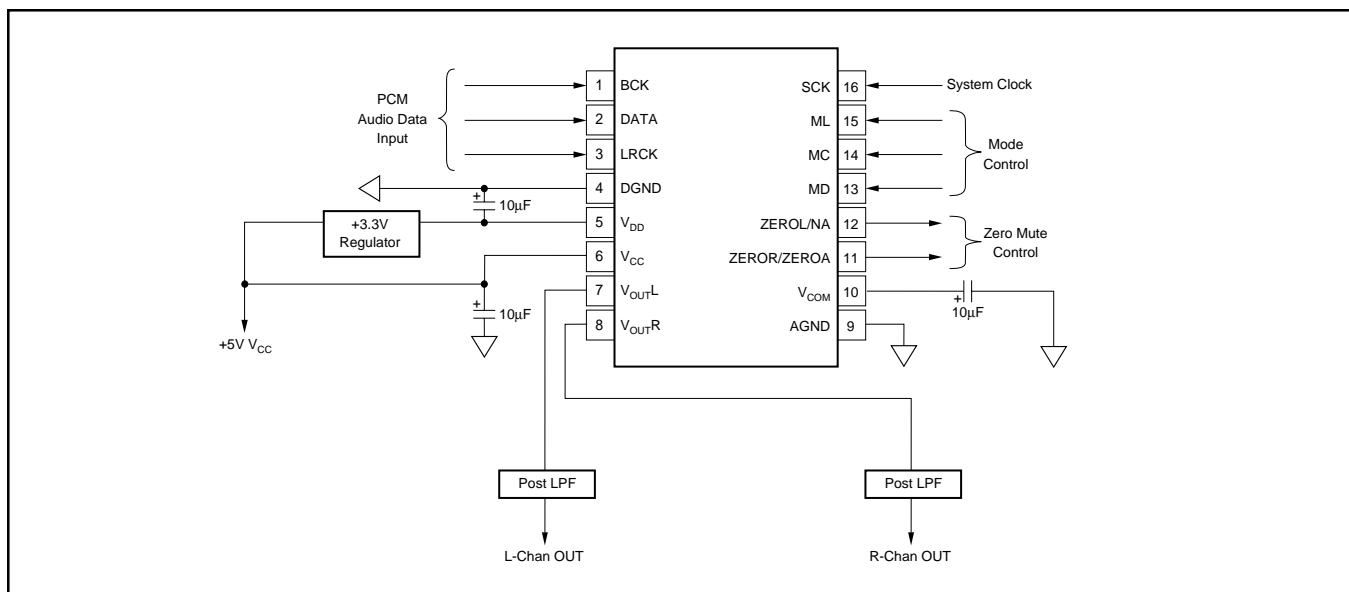 PCM
Audio Data
Input
1 BCK
2 DATA
3 LRCK
4 DGND
5 VDD
6 VCC
7 VOUTL
8 VOUTR
SCK 16
ML 15
MC 14
MD 13
ZEROL/NA 12
ZEROR/ZEROA 11
VCOM 10
AGND 9
System Clock
Mode
Control
Zero Mute
Control
+
10μF
+3.3V
Regulator
+
10μF
+5V VCC
+
10μF
Post LPF
L-Chan OUT
Post LPF
R-Chan OUT